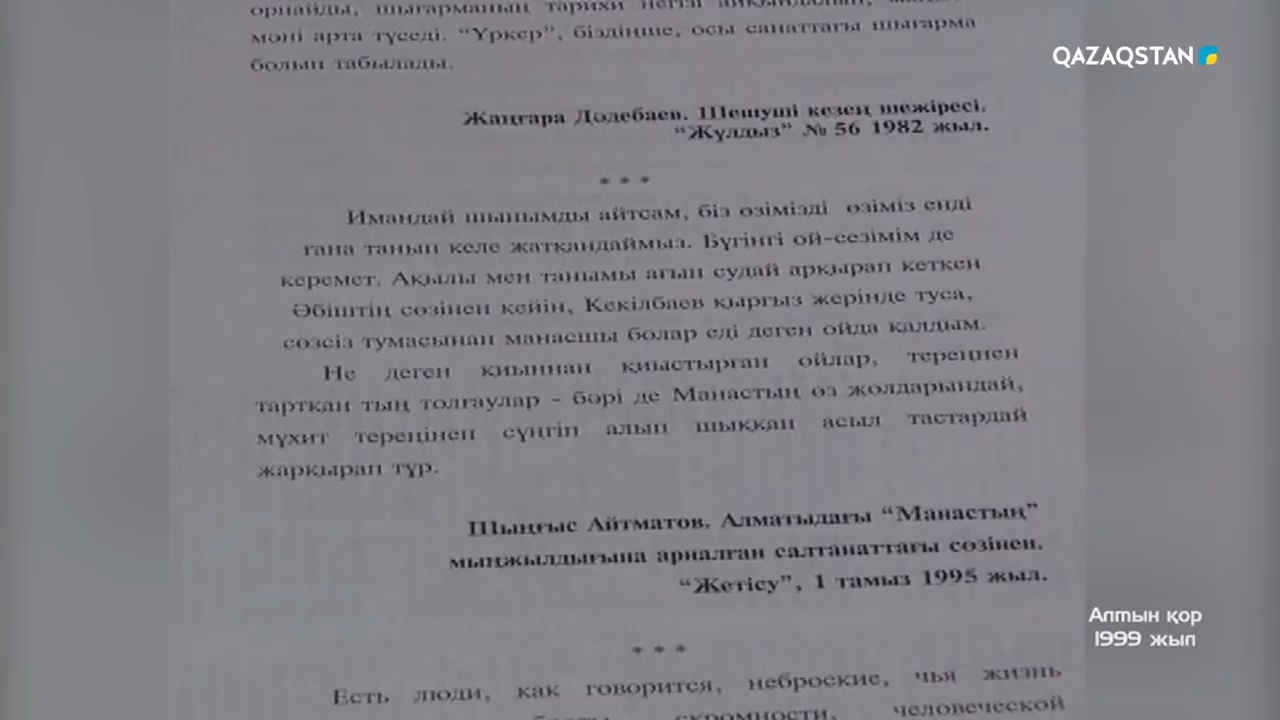 орнайды, шығарманың тарихи негізі айқындалып,
мәні арта түседі. “Үркер”, біздіңше, осы санаттағы шығарма
болып табылады.
QAZAQSTAN
Жаңғара Дәдебаев. Шешуші кезең шежіресі.
“Жұлдыз” № 56 1982 жыл.
* * *
Имандай шынымды айтсам, біз өзімізді өзіміз енді
ғана танып келе жатқандаймыз. Бүгінгі ой-сезімім де
керемет. Ақылы мен танымы ағын судай арқырап кеткен
Әбіштің сөзінен кейін, Кекілбаев қырғыз жерінде туса,
сөзсіз тумасынан манасшы болар еді деген ойда қалдым.
Не деген қиыннан қиыстырған ойлар, тереңнен
тартқан тың толғаулар - бәрі де Манастың өз жолдарындай,
мұхит тереңінен сүңгіп алып шыққан асыл тастардай
жарқырап тұр.
Шыңғыс Айтматов. Алматыдағы “Манастың”
мыңжылдығына арналған салтанаттағы сөзінен.
“Жетісу”, 1 тамыз 1995 жыл.
Алтын қор
1999 жыл
* * *
Есть люди, как говорится, неброские, чья жизнь
скромности, человеческой